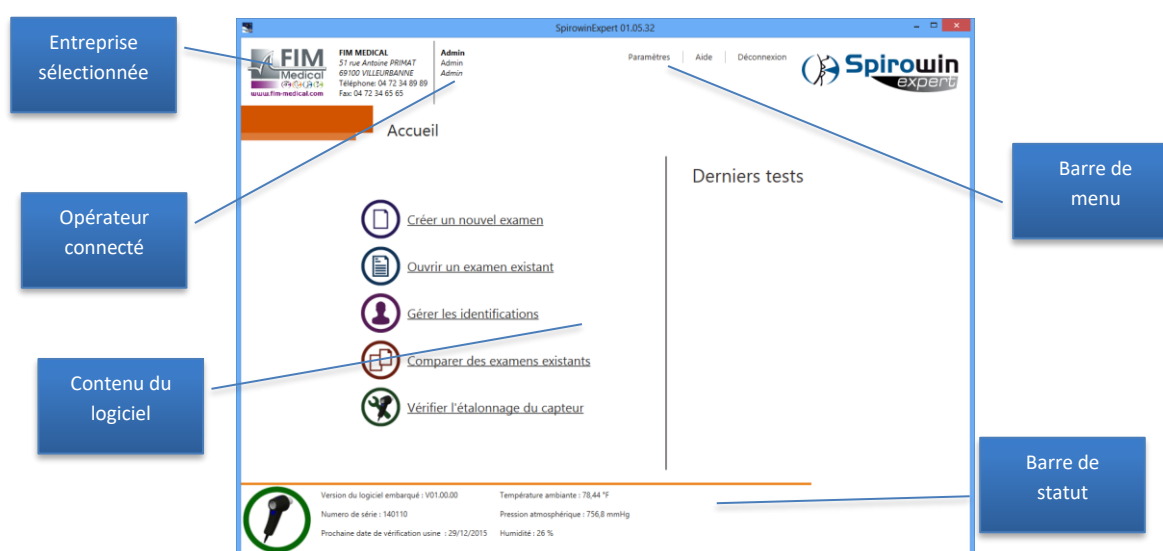 SpirowinExpert 01.05.32
Entreprise
sélectionnée
FIM
Medical
www.fim-medical.com
FIM MEDICAL
51 rue Antoine PRIMAT
69100 VILLEURBANNE
Téléphone: 04 72 34 89 89
Fax: 04 72 34 65 65
Admin
Admin
Admin
Paramètres
Aide
Déconnexion
Spirowin
expert
Accueil
Derniers tests
Barre de
menu
Opérateur
connecté
Créer un nouvel examen
Ouvrir un examen existant
Gérer les identifications
Comparer des examens existants
Vérifier l'étalonnage du capteur
Contenu du
logiciel
Barre de
statut
Version du logiciel embarqué : V01.00.00
Température ambiante : 78,44 °F
Numero de série : 140110
Pression atmosphérique : 756,8 mmHg
Prochaine date de vérification usine : 29/12/2015
Humidité : 26 %